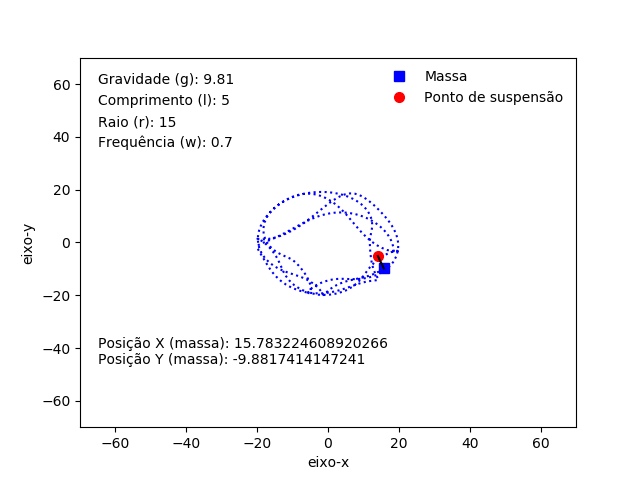 Gravidade (g): 9.81
Comprimento (l): 5
Raio (r): 15
Frequência (w): 0.7
Massa
Ponto de suspensão
60
40
20
0
−20
−40
−60
eixo-y
Posição X (massa): 15.783224608920266
Posição Y (massa): -9.8817414147241
−60 −40 −20 0 20 40 60
eixo-x